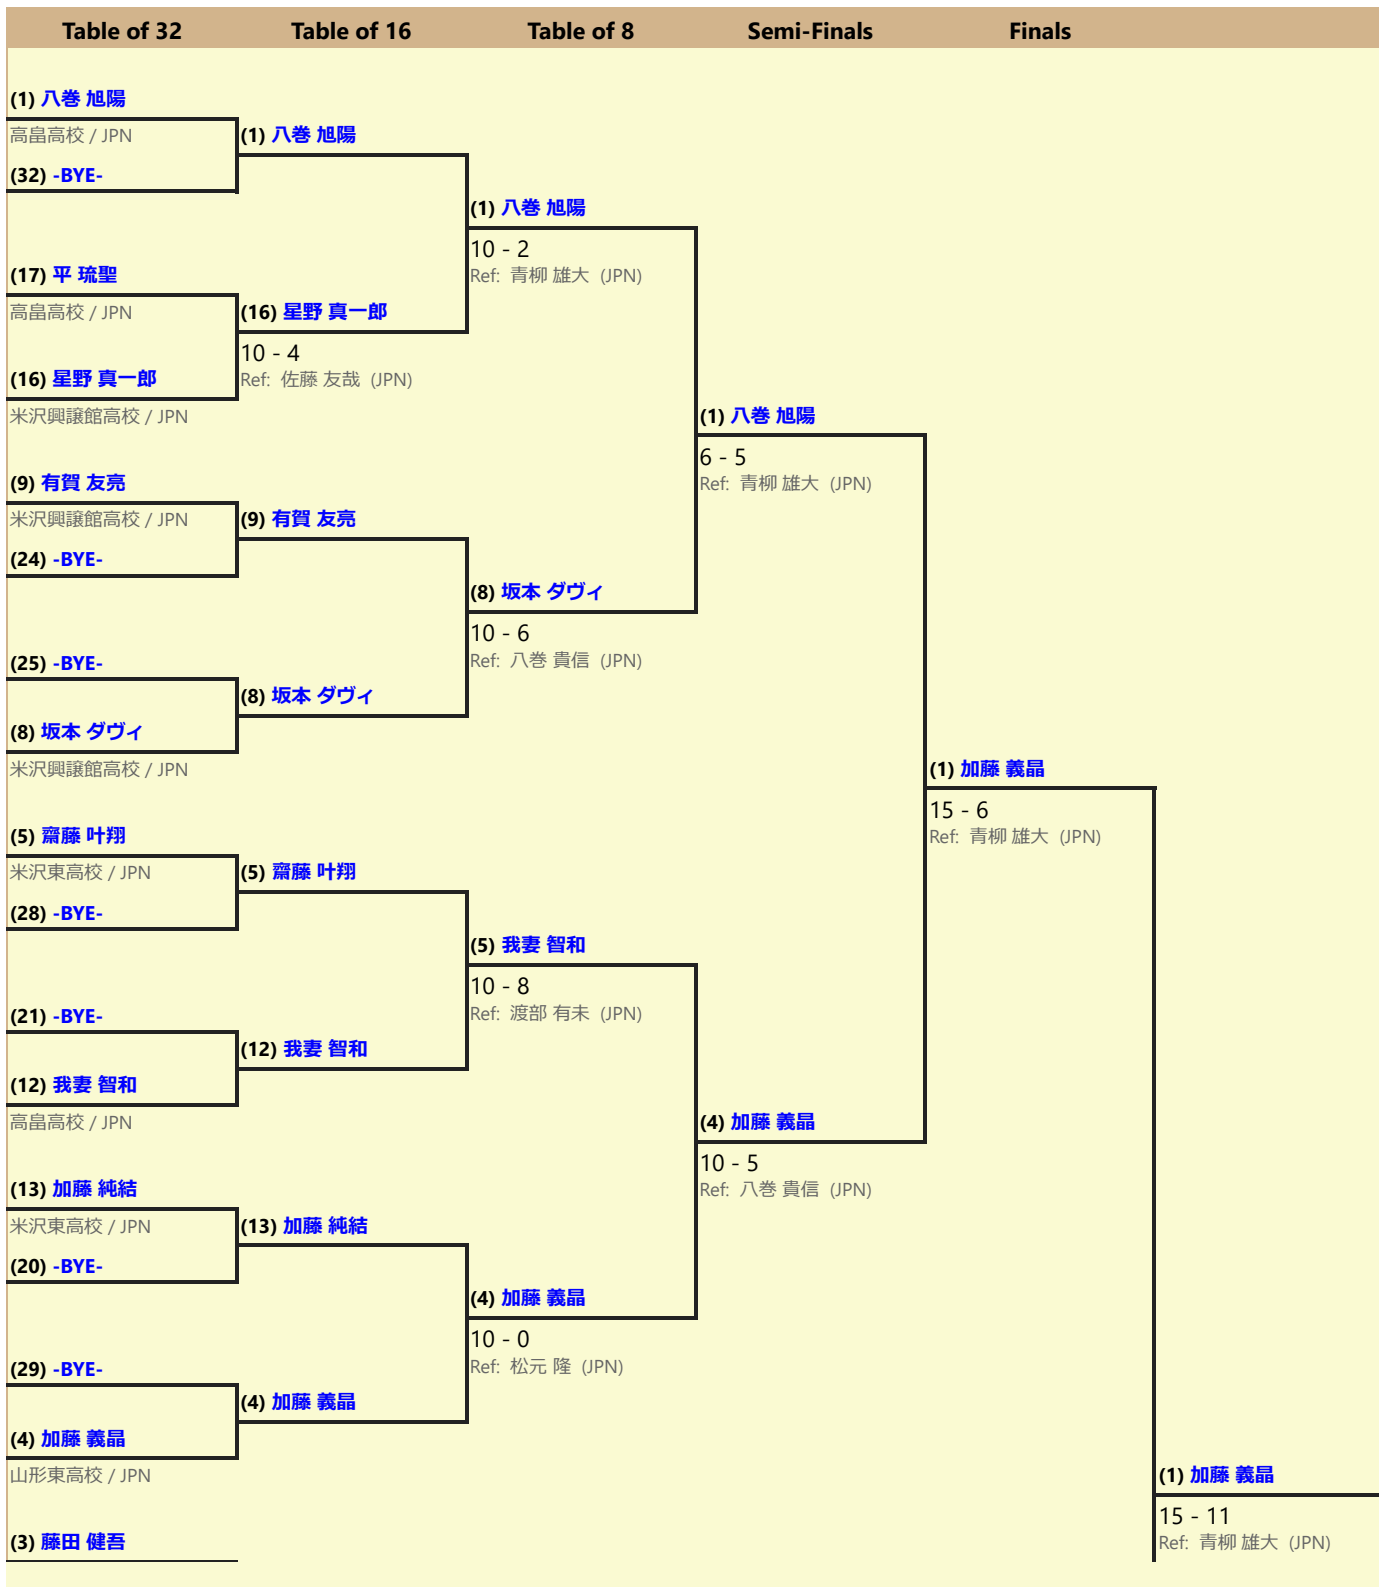 Table of 32 Table of 16 Table of 8 Semi-Finals Finals
(1) 八巻 旭陽
高畠高校 / JPN
(1) 八巻 旭陽
(32) -BYE-
(1) 八巻 旭陽
10 - 2
Ref: 青柳 雄大 (JPN)
(17) 平 琉聖
高畠高校 / JPN
(16) 星野 真一郎
10 - 4
Ref: 佐藤 友哉 (JPN)
(16) 星野 真一郎
米沢興譲館高校 / JPN
(1) 八巻 旭陽
6 - 5
Ref: 青柳 雄大 (JPN)
(9) 有賀 友亮
米沢興譲館高校 / JPN
(9) 有賀 友亮
(24) -BYE-
(8) 坂本 ダヴィ
10 - 6
Ref: 八巻 貴信 (JPN)
(25) -BYE-
(8) 坂本 ダヴィ
(8) 坂本 ダヴィ
米沢興譲館高校 / JPN
(1) 加藤 義晶
15 - 6
Ref: 青柳 雄大 (JPN)
(5) 齋藤 叶翔
米沢東高校 / JPN
(5) 齋藤 叶翔
(28) -BYE-
(5) 我妻 智和
10 - 8
Ref: 渡部 有未 (JPN)
(21) -BYE-
(12) 我妻 智和
(12) 我妻 智和
高畠高校 / JPN
(4) 加藤 義晶
10 - 5
Ref: 八巻 貴信 (JPN)
(13) 加藤 純結
米沢東高校 / JPN
(13) 加藤 純結
(20) -BYE-
(4) 加藤 義晶
10 - 0
Ref: 松元 隆 (JPN)
(29) -BYE-
(4) 加藤 義晶
(4) 加藤 義晶
山形東高校 / JPN
(1) 加藤 義晶
15 - 11
Ref: 青柳 雄大 (JPN)
(3) 藤田 健吾